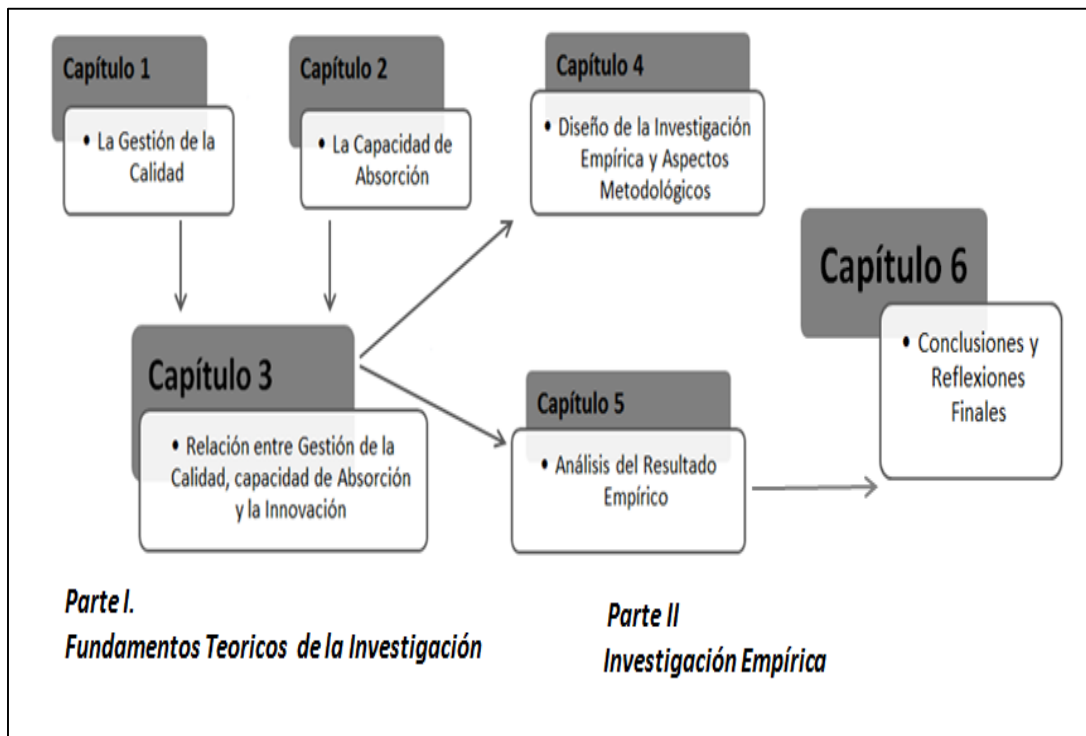 Capítulo 1
• La Gestión de la
Calidad
Capítulo 2
• La Capacidad de
Absorción
Capítulo 4
• Diseño de la Investigación
Empírica y Aspectos
Metodológicos
Capítulo 3
• Relación entre Gestión de la
Calidad, capacidad de Absorción
y la Innovación
Capítulo 5
• Análisis del Resultado
Empírico
Capítulo 6
• Conclusiones y
Reflexiones
Finales
Parte I.
Fundamentos Teoricos de la Investigación
Parte II
Investigación Empírica